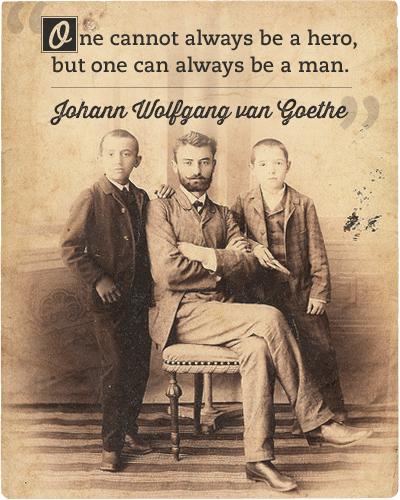 One cannot always be a hero,
but one can always be a man.
Johann Wolfgang van Goethe